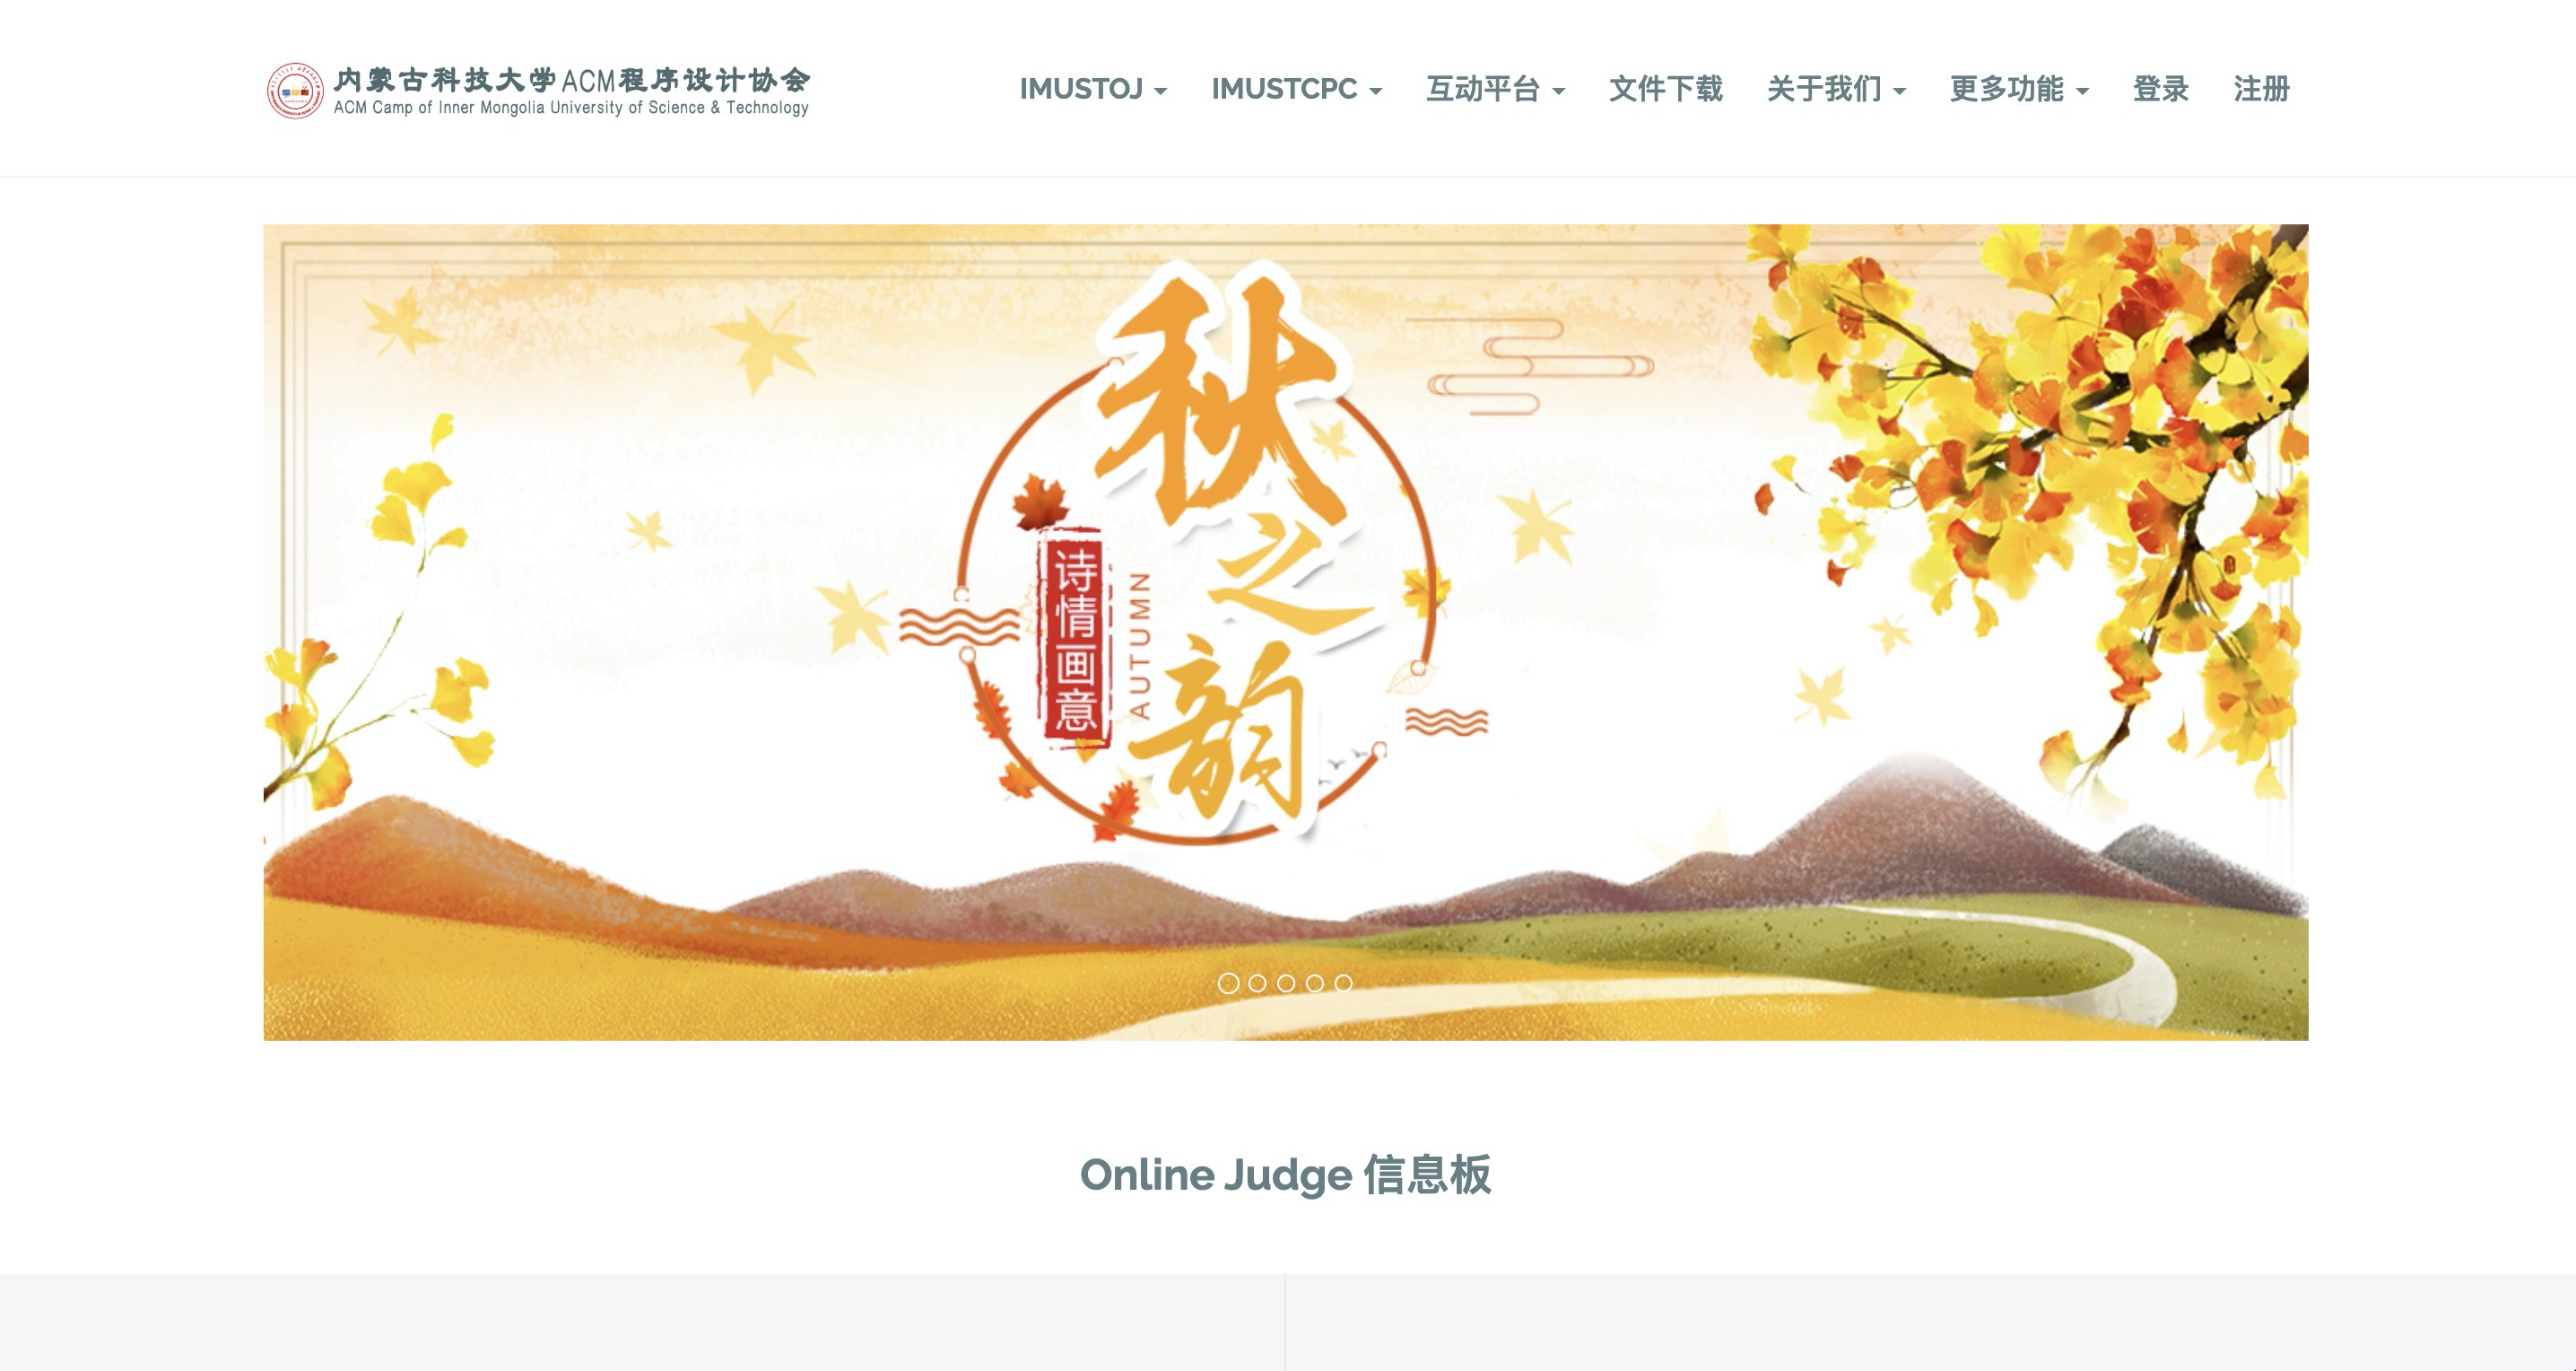 内蒙古科技大学ACM程序设计协会
ACM Camp of Inner Mongolia University of Science & Technology
IMUSTOJ
IMUSTCPC
互动平台
文件下载
关于我们
更多功能
登录
注册
秋之韵
诗情画意
AUTUMN
Online Judge 信息板